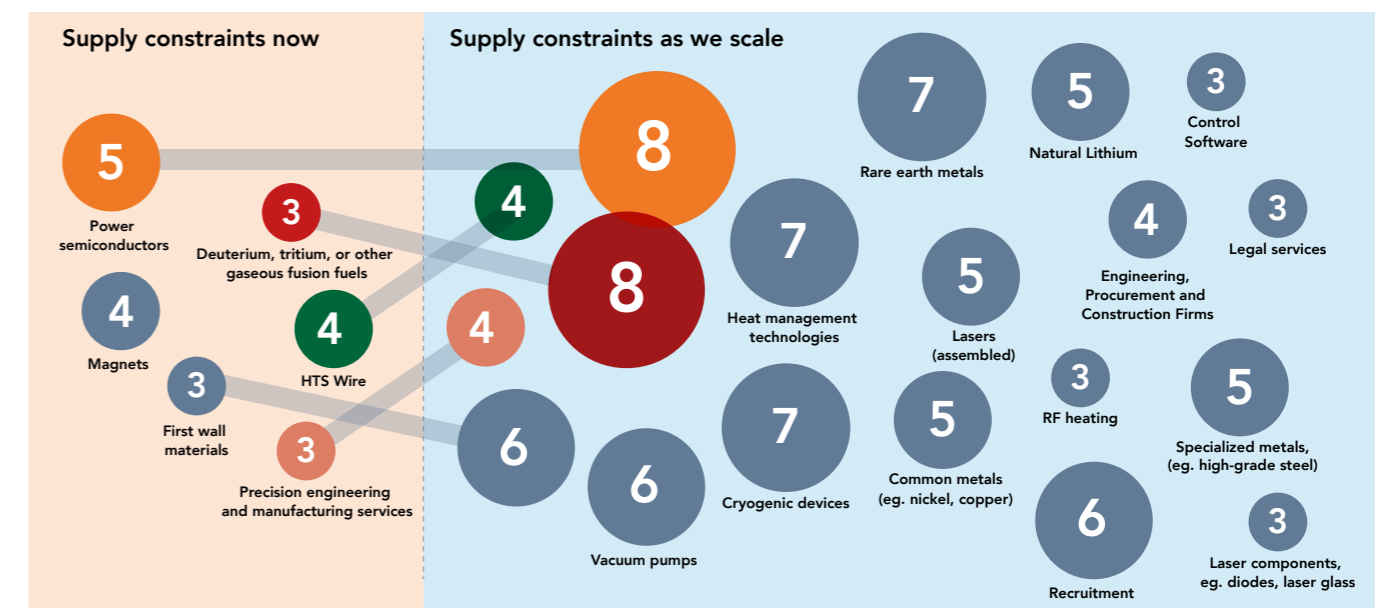 Supply constraints now
5
Power
semiconductors
3
Deuterium, tritium, or other
gaseous fusion fuels
4
Magnets
4
HTS Wire
3
First wall
materials
3
Precision engineering
and manufacturing services
Supply constraints as we scale
8
4
8
4
6
6
Vacuum pumps
7
Rare earth metals
7
Heat management
technologies
7
Cryogenic devices
5
Natural Lithium
3
Control
Software
5
Lasers
(assembled)
4
Engineering,
Procurement and
Construction Firms
3
Legal services
5
Common metals
(eg. nickel, copper)
3
RF heating
5
Specialized metals,
(eg. high-grade steel)
6
Recruitment
3
Laser components,
eg. diodes, laser glass